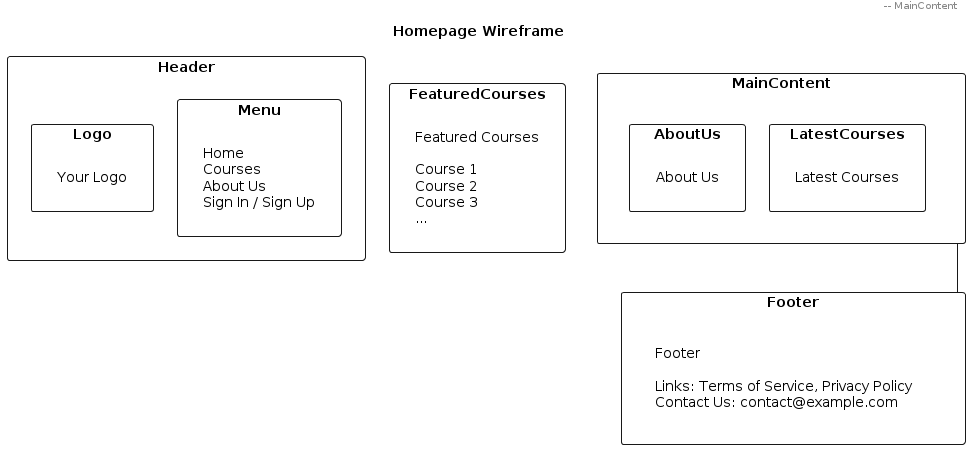 -- MainContent
Homepage Wireframe
Header
Logo
Your Logo
Menu
Home
Courses
About Us
Sign In / Sign Up
FeaturedCourses
Featured Courses
Course 1
Course 2
Course 3
...
MainContent
AboutUs
About Us
LatestCourses
Latest Courses
Footer
Footer
Links: Terms of Service, Privacy Policy
Contact Us: contact@example.com